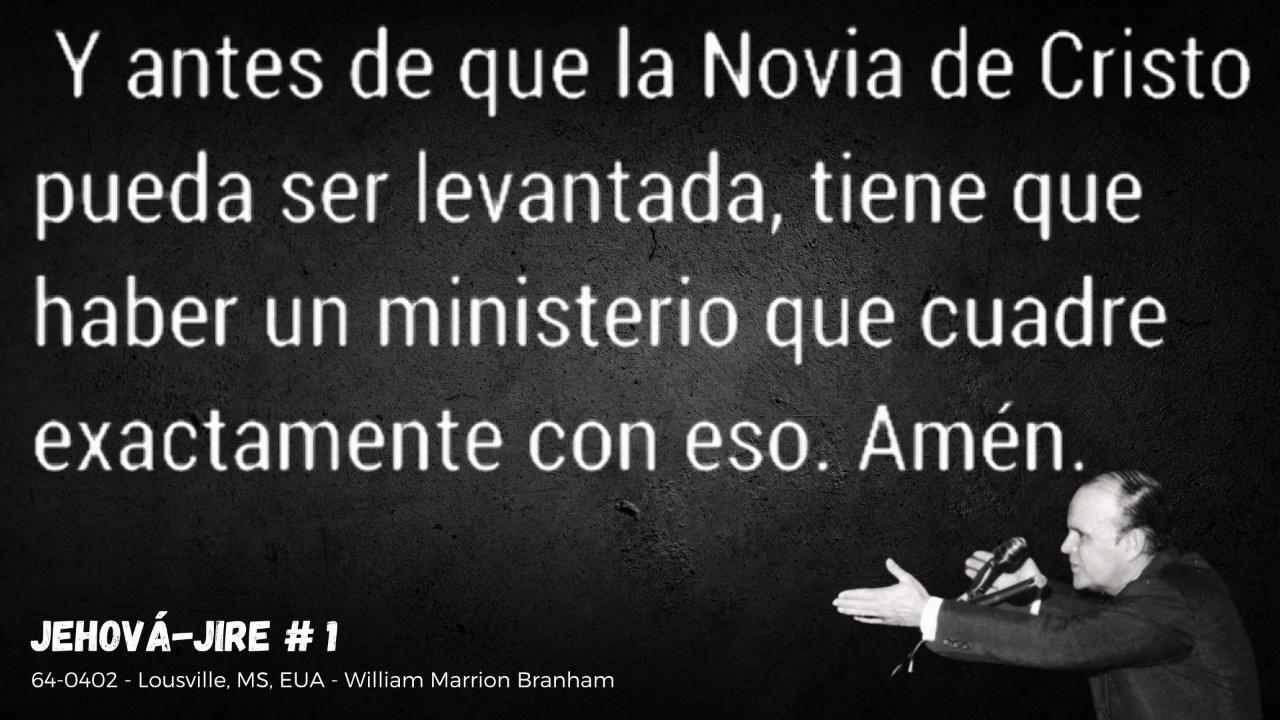 Y antes de que la Novia de Cristo
pueda ser levantada, tiene que
haber un ministerio que cuadre
exactamente con eso. Amén.
JEHOVÁ-JIRE # 1
64-0402 - Lousville, MS, EUA - William Marrion Branham